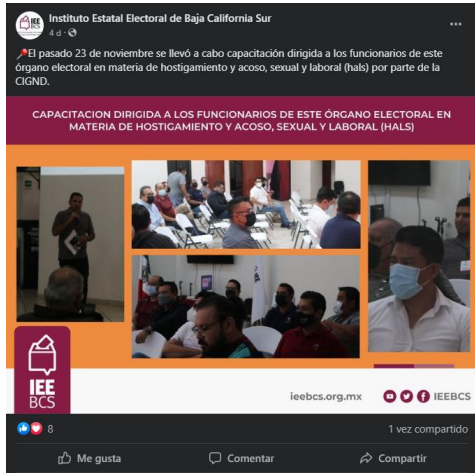 Instituto Estatal Electoral de Baja California Sur
4 d ·
📌El pasado 23 de noviembre se llevó a cabo capacitación dirigida a los funcionarios de este
órgano electoral en materia de hostigamiento y acoso, sexual y laboral (hals) por parte de la
CIGND.
CAPACITACION DIRIGIDA A LOS FUNCIONARIOS DE ESTE ÓRGANO ELECTORAL EN
MATERIA DE HOSTIGAMIENTO Y ACOSO, SEXUAL Y LABORAL (HALS)
IEE
BCS
ieebcs.org.mx IEEBCS
8
1 vez compartido
Me gusta
Comentar
Compartir